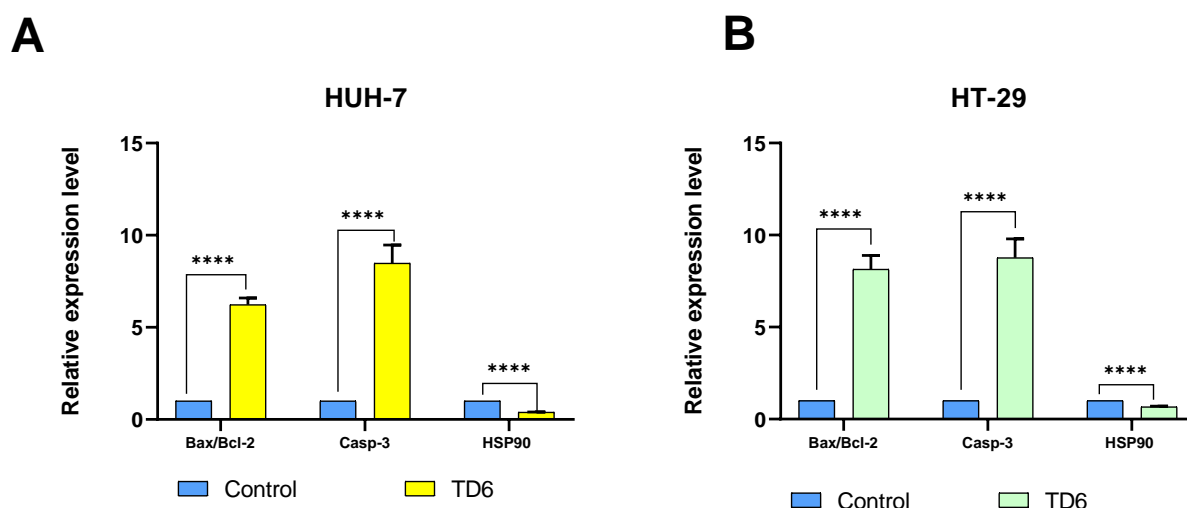 A
HUH-7
Relative expression level
15
10
5
0
****
****
****
Bax/Bcl-2
Casp-3
HSP90
Control
TD6
B
HT-29
Relative expression level
15
10
5
0
****
****
****
Bax/Bcl-2
Casp-3
HSP90
Control
TD6